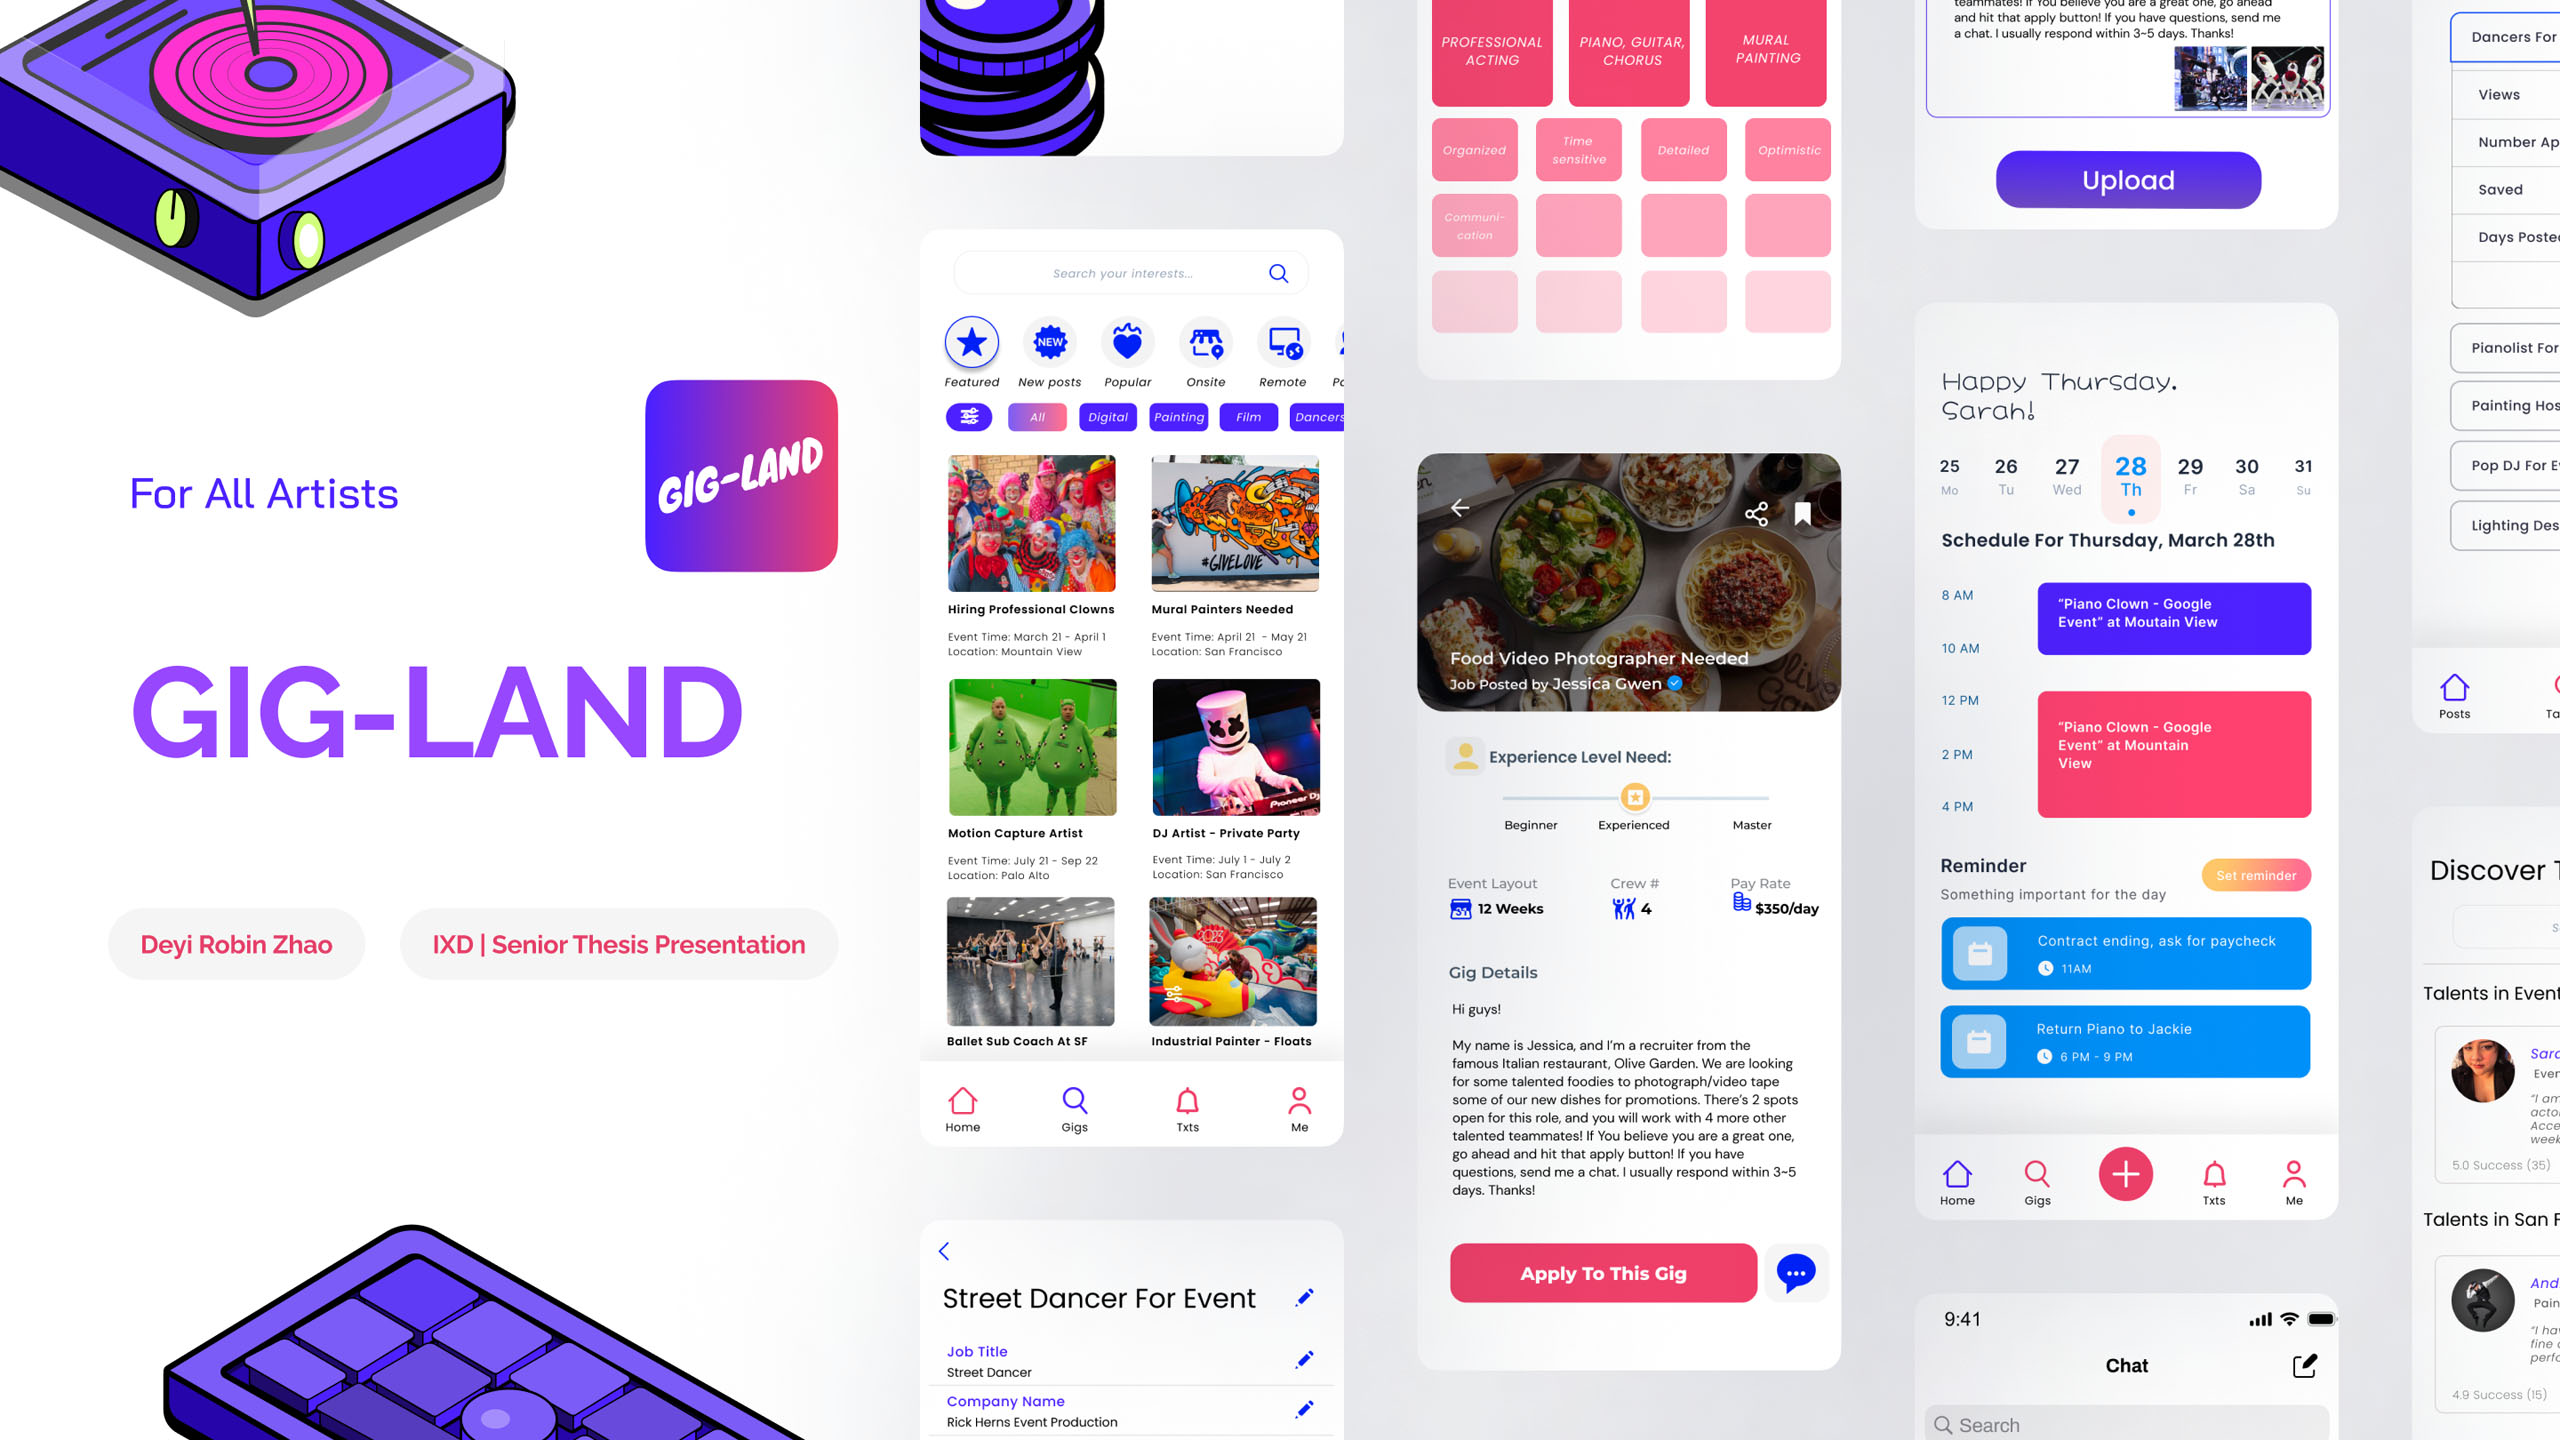 For All Artists
GIG-LAND
GIG-LAND
Deyi Robin Zhao
IXD | Senior Thesis Presentation
Search your interests...
NEW
Featured
New posts
Popular
Onsite
Remote
All
Digital
Painting
Film
Dancers
#GIVELOVE
Hiring Professional Clowns
Event Time: March 21 - April 1
Location: Mountain View
Mural Painters Needed
Event Time: April 21 - May 21
Location: San Francisco
Pioneer DJ
Motion Capture Artist
Event Time: July 21 - Sep 22
Location: Palo Alto
DJ Artist - Private Party
Event Time: July 1 - July 2
Location: San Francisco
2023
Ballet Sub Coach At SF
Industrial Painter - Floats
Home
Gigs
Txts
Me
Street Dancer For Event
Job Title
Street Dancer
Company Name
Rick Herns Event Production
PROFESSIONAL
ACTING
PIANO, GUITAR,
CHORUS
MURAL
PAINTING
Organized
Time
sensitive
Detailed
Optimistic
Communi-
cation
Food Video Photographer Needed
Job Posted by Jessica Gwen
Experience Level Need:
Beginner
Experienced
Master
Event Layout
12 Weeks
Crew #
4
Pay Rate
$350/day
Gig Details
Hi guys!
My name is Jessica, and I'm a recruiter from the
famous Italian restaurant, Olive Garden. We are looking
for some talented foodies to photograph/video tape
some of our new dishes for promotions. There's 2 spots
open for this role, and you will work with 4 more other
talented teammates! If You believe you are a great one,
go ahead and hit that apply button! If you have
questions, send me a chat. I usually respond within 3~5
days. Thanks!
Apply To This Gig
teammates! If You believe you are a great one, go ahead
and hit that apply button! If you have questions, send me
a chat. I usually respond within 3~5 days. Thanks!
Upload
Happy Thursday.
Sarah!
25 26 27 28 29 30 31
Mo Tu Wed Th Fr Sa Su
Schedule For Thursday, March 28th
8 AM
"Piano Clown - Google
Event" at Moutain View
10 AM
12 PM
"Piano Clown - Google
Event" at Mountain
View
2 PM
4 PM
Reminder
Something important for the day
Set reminder
Contract ending, ask for paycheck
11AM
Return Piano to Jackie
6 PM - 9 PM
Home
Gigs
Txts
Me
9:41
Chat
Search
Dancers For
Views
Number Ap
Saved
Days Posted
Pianolist For
Painting Hos
Pop DJ For E
Lighting Des
Posts
Ta
Discover T
Talents in Event
Sara
Even
"I am
acto
Acce
week
5.0 Success (35)
Talents in San F
And
Pain
"I ha
fine
perfo
4.9 Success (15)